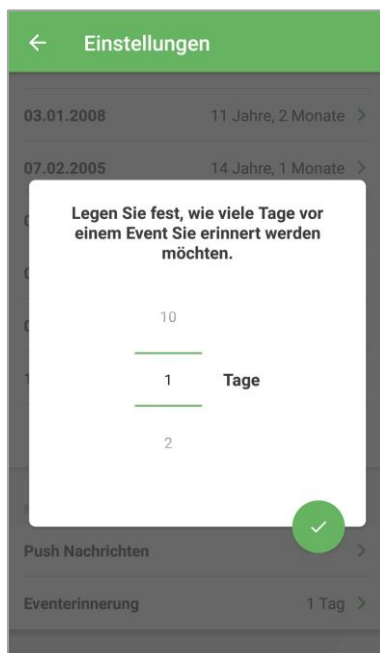 Einstellungen
03.01.2008 11 Jahre, 2 Monate
07.02.2005 14 Jahre, 1 Monate
Legen Sie fest, wie viele Tage vor
einem Event Sie erinnert werden
möchten.
10
1 Tage
2
Push Nachrichten
Eventerinnerung 1 Tag